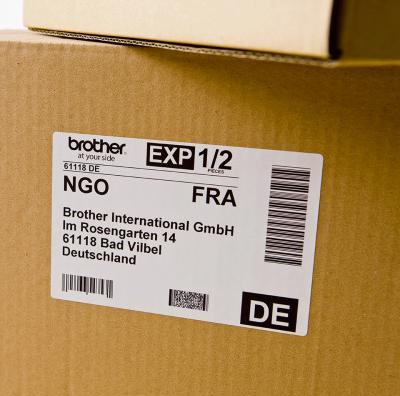 brother
at your side
EXP 1/2
PIECES
61118 DE
NGO FRA
Brother International GmbH
Im Rosengarten 14
61118 Bad Vilbel
Deutschland
DE